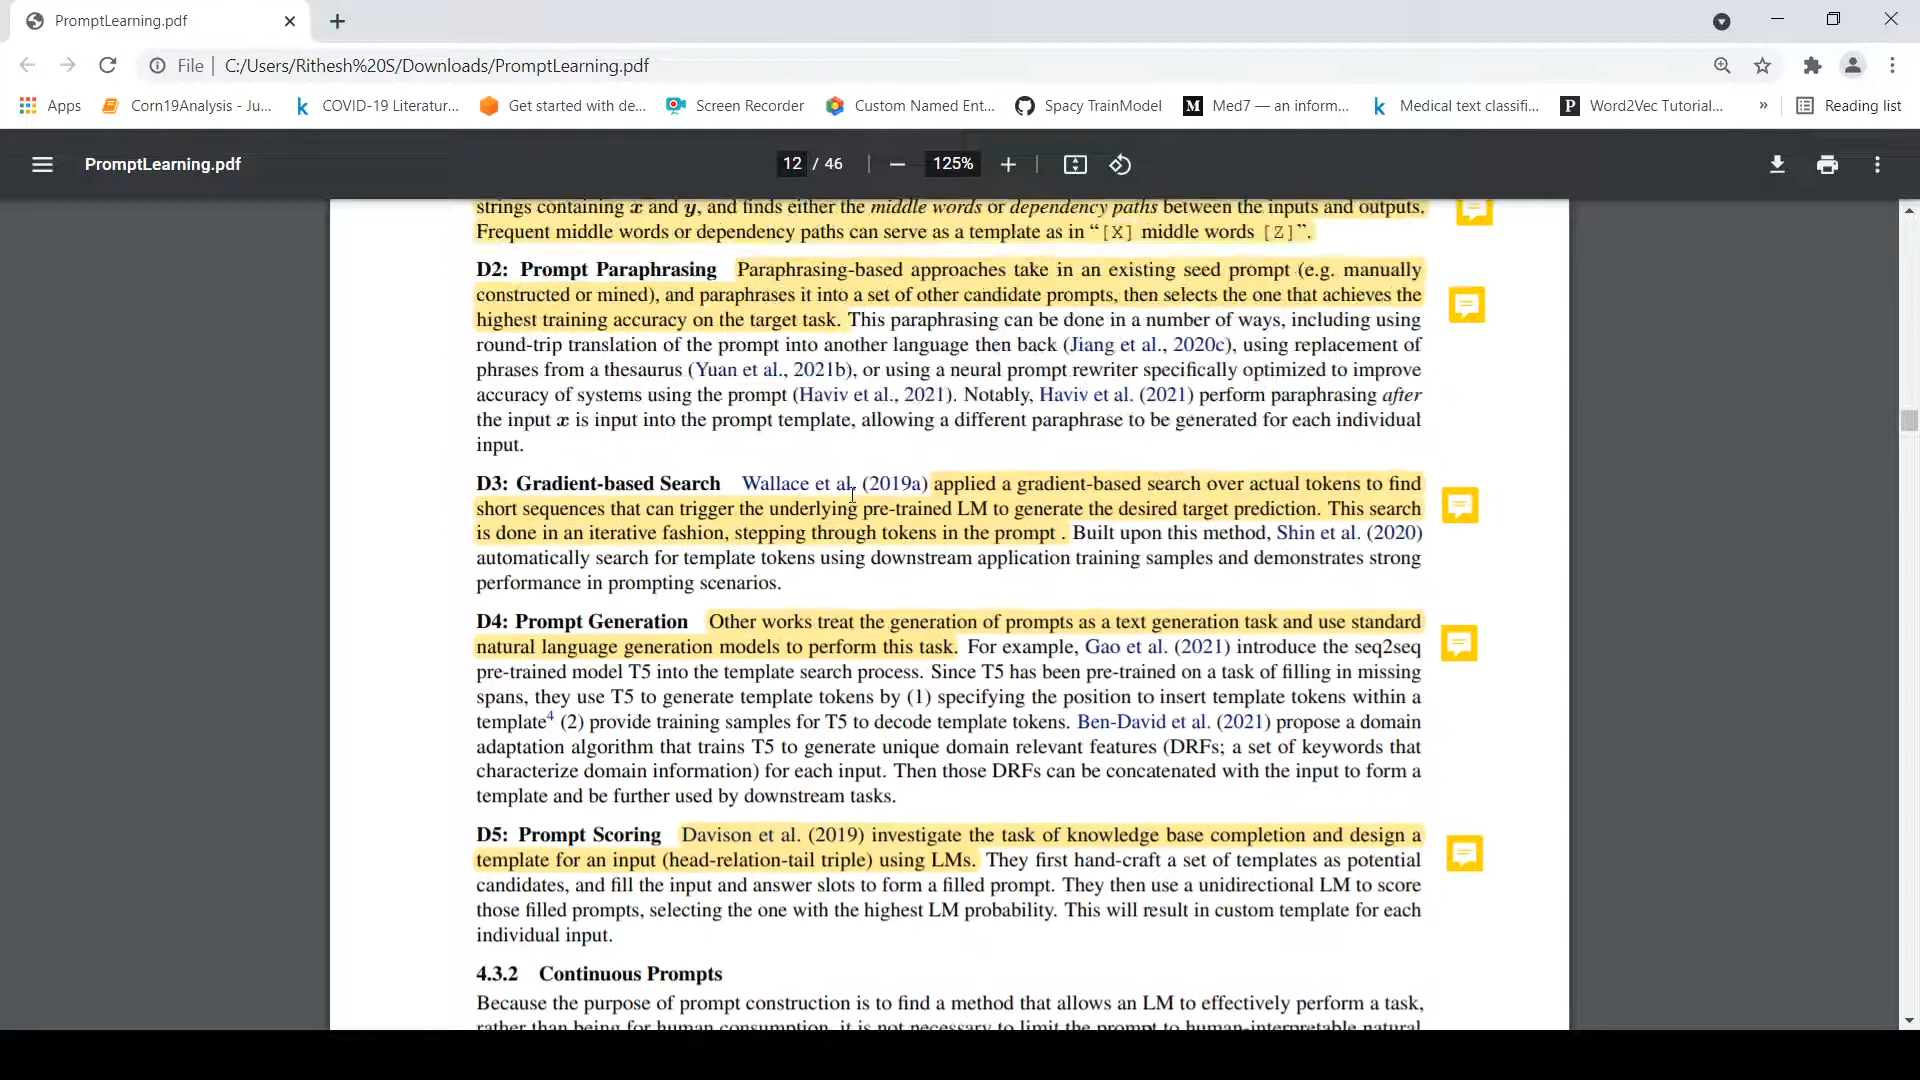 PromptLearning.pdf
File | C:/Users/Rithesh%20S/Downloads/PromptLearning.pdf
Apps Corn19Analysis - Ju... COVID-19 Literatur... Get started with de... Screen Recorder Custom Named Ent... Spacy TrainModel Med7 — an inform... Medical text classifi... Word2Vec Tutorial... » Reading list
PromptLearning.pdf 12 / 46 125%
strings containing x and y, and finds either the middle words or dependency paths between the inputs and outputs.
Frequent middle words or dependency paths can serve as a template as in “[X] middle words [Z]”.
D2: Prompt Paraphrasing Paraphrasing-based approaches take in an existing seed prompt (e.g. manually
constructed or mined), and paraphrases it into a set of other candidate prompts, then selects the one that achieves the
highest training accuracy on the target task. This paraphrasing can be done in a number of ways, including using
round-trip translation of the prompt into another language then back (Jiang et al., 2020c), using replacement of
phrases from a thesaurus (Yuan et al., 2021b), or using a neural prompt rewriter specifically optimized to improve
accuracy of systems using the prompt (Haviv et al., 2021). Notably, Haviv et al. (2021) perform paraphrasing after
the input x is input into the prompt template, allowing a different paraphrase to be generated for each individual
input.
D3: Gradient-based Search Wallace et al. (2019a) applied a gradient-based search over actual tokens to find
short sequences that can trigger the underlying pre-trained LM to generate the desired target prediction. This search
is done in an iterative fashion, stepping through tokens in the prompt . Built upon this method, Shin et al. (2020)
automatically search for template tokens using downstream application training samples and demonstrates strong
performance in prompting scenarios.
D4: Prompt Generation Other works treat the generation of prompts as a text generation task and use standard
natural language generation models to perform this task. For example, Gao et al. (2021) introduce the seq2seq
pre-trained model T5 into the template search process. Since T5 has been pre-trained on a task of filling in missing
spans, they use T5 to generate template tokens by (1) specifying the position to insert template tokens within a
template4 (2) provide training samples for T5 to decode template tokens. Ben-David et al. (2021) propose a domain
adaptation algorithm that trains T5 to generate unique domain relevant features (DRFs; a set of keywords that
characterize domain information) for each input. Then those DRFs can be concatenated with the input to form a
template and be further used by downstream tasks.
D5: Prompt Scoring Davison et al. (2019) investigate the task of knowledge base completion and design a
template for an input (head-relation-tail triple) using LMs. They first hand-craft a set of templates as potential
candidates, and fill the input and answer slots to form a filled prompt. They then use a unidirectional LM to score
those filled prompts, selecting the one with the highest LM probability. This will result in custom template for each
individual input.
4.3.2 Continuous Prompts
Because the purpose of prompt construction is to find a method that allows an LM to effectively perform a task,
rather than being for human consumption, it is not necessary to limit the prompt to human-interpretable natural